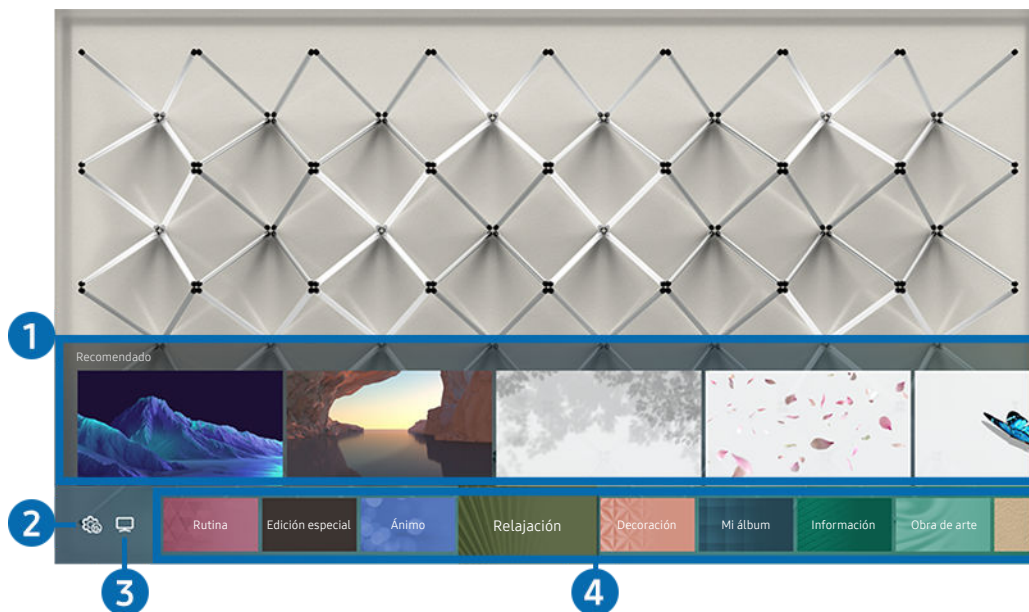 1
Recomendado
2
3
Rutina
Edición especial
Ánimo
Relajación
Decoración
Mi álbum
Información
Obra de arte
4